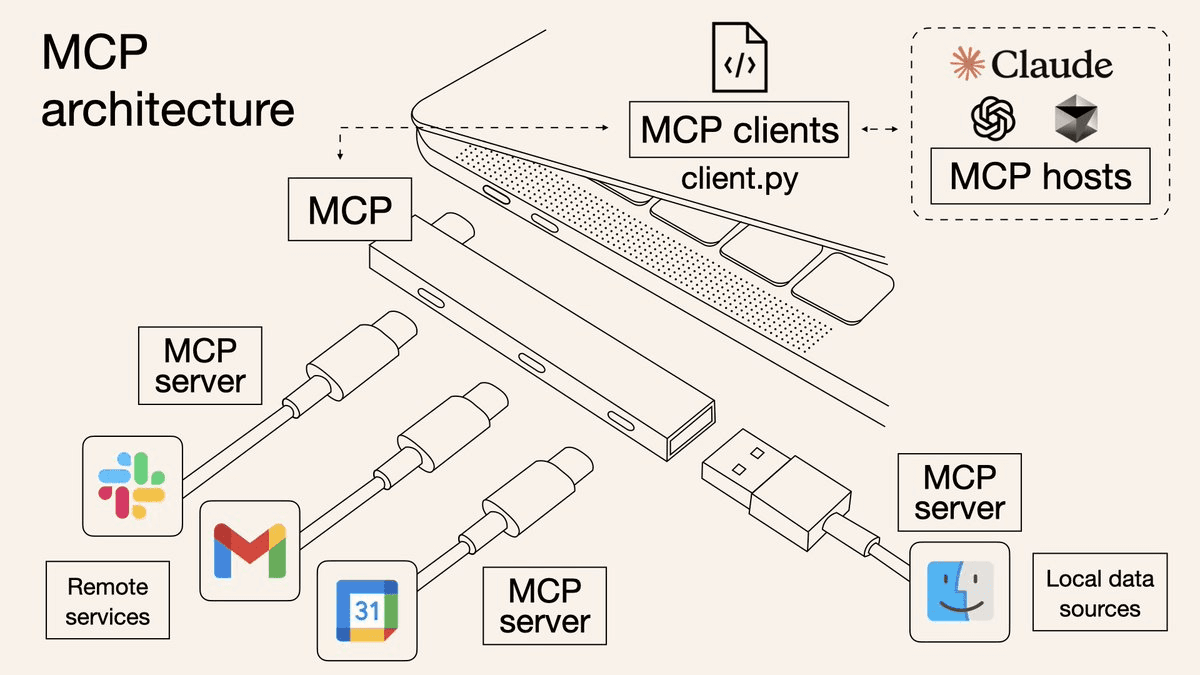 MCP
architecture
</>
MCP clients
client.py
Claude
MCP hosts
MCP
MCP
server
Remote
services
31
MCP
server
MCP
server
Local data
sources